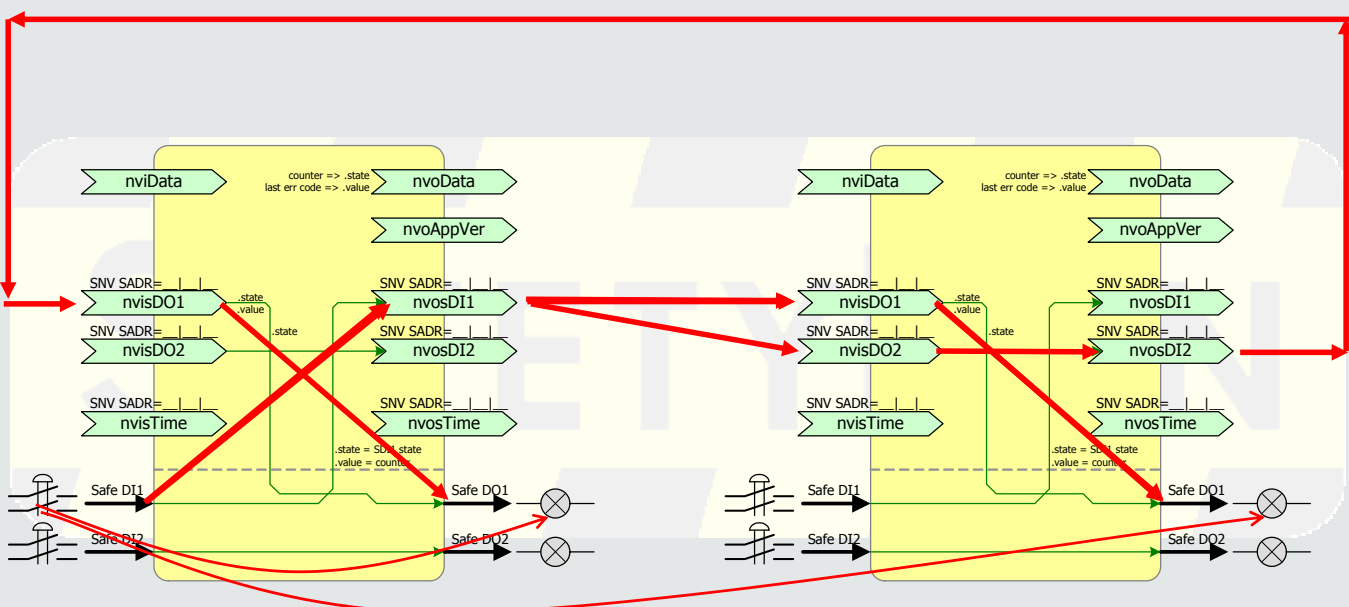 nviData
counter => .state
last err code => .value
nvoData
nvoAppVer
SNV SADR=__|__|__
nvisDO1
.state
.value
SNV SADR=__|__|__
nvosDI1
SNV SADR=__|__|__
nvisDO2
.state
SNV SADR=__|__|__
nvosDI2
SNV SADR=__|__|__
nvisTime
SNV SADR=__|__|__
nvosTime
.state = SDI1.state
.value = counter
Safe DI1
Safe DO1
Safe DI2
Safe DO2
nviData
counter => .state
last err code => .value
nvoData
nvoAppVer
SNV SADR=__|__|__
nvisDO1
.state
.value
SNV SADR=__|__|__
nvosDI1
SNV SADR=__|__|__
nvisDO2
.state
SNV SADR=__|__|__
nvosDI2
SNV SADR=__|__|__
nvisTime
SNV SADR=__|__|__
nvosTime
.state = SDI1.state
.value = counter
Safe DI1
Safe DO1
Safe DI2
Safe DO2